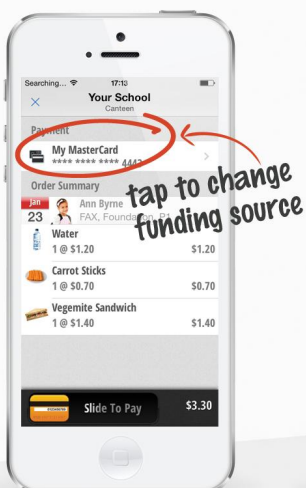 Searching... 17:13
Your School
Canteen
Payment
My MasterCard
**** **** **** 4442
Order Summary
Jan
23
Ann Byrne
FAX, Foundation, P1
Water
1 @ $1.20 $1.20
Carrot Sticks
1 @ $0.70 $0.70
Vegemite Sandwich
1 @ $1.40 $1.40
Slide To Pay $3.30
tap to change
funding source